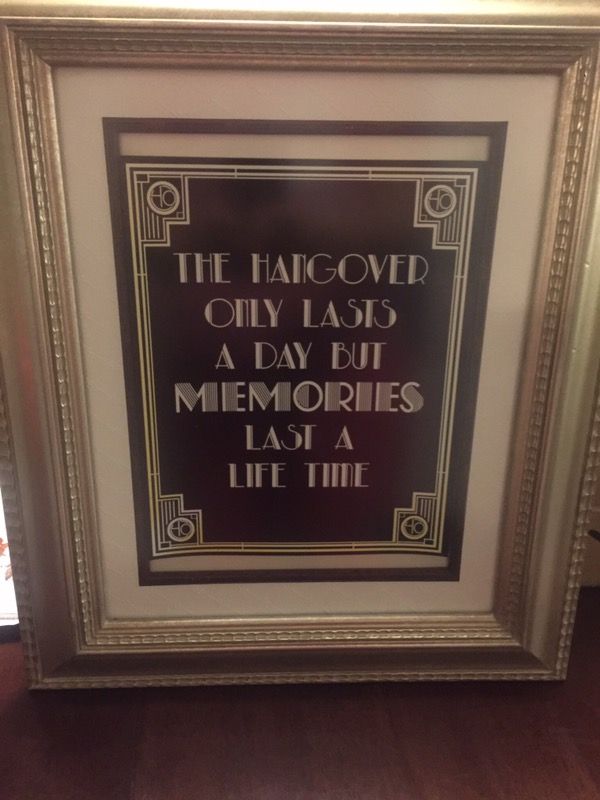 THE HANGOVER
ONLY LASTS
A DAY BUT
MEMORIES
LAST A
LIFE TIME